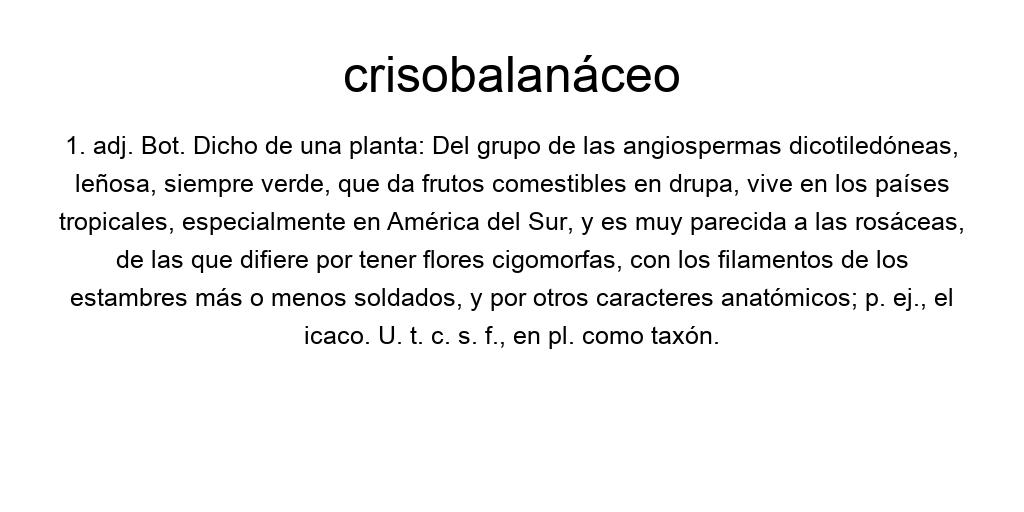 crisobalanáceo
1. adj. Bot. Dicho de una planta: Del grupo de las angiospermas dicotiledóneas,
leñosa, siempre verde, que da frutos comestibles en drupa, vive en los países
tropicales, especialmente en América del Sur, y es muy parecida a las rosáceas,
de las que difiere por tener flores cigomorfas, con los filamentos de los
estambres más o menos soldados, y por otros caracteres anatómicos; p. ej., el
icaco. U. t. c. s. f., en pl. como taxón.